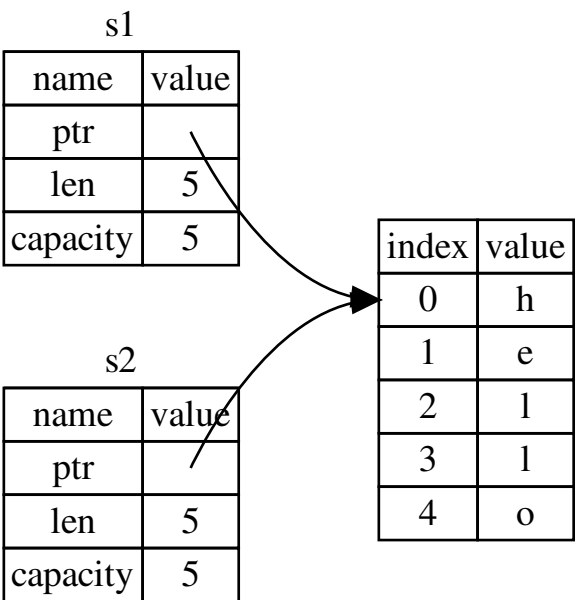 s1
name value
ptr
len 5
capacity 5
s2
name value
ptr
len 5
capacity 5
index value
0 h
1 e
2 l
3 l
4 o